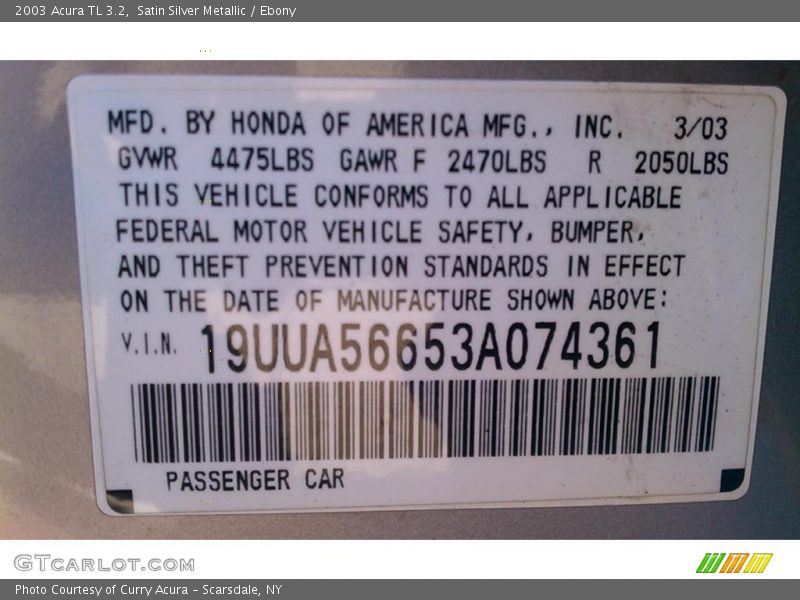 2003 Acura TL 3.2,  Satin Silver Metallic / Ebony
MFD. BY HONDA OF AMERICA MFG., INC. 3/03
GVWR 4475LBS GAWR F 2470LBS R 2050LBS
THIS VEHICLE CONFORMS TO ALL APPLICABLE
FEDERAL MOTOR VEHICLE SAFETY, BUMPER,
AND THEFT PREVENTION STANDARDS IN EFFECT
ON THE DATE OF MANUFACTURE SHOWN ABOVE:
V.I.N. 19UUA56653A074361
PASSENGER CAR
GTCARLOT.COM
Photo Courtesy of Curry Acura - Scarsdale, NY